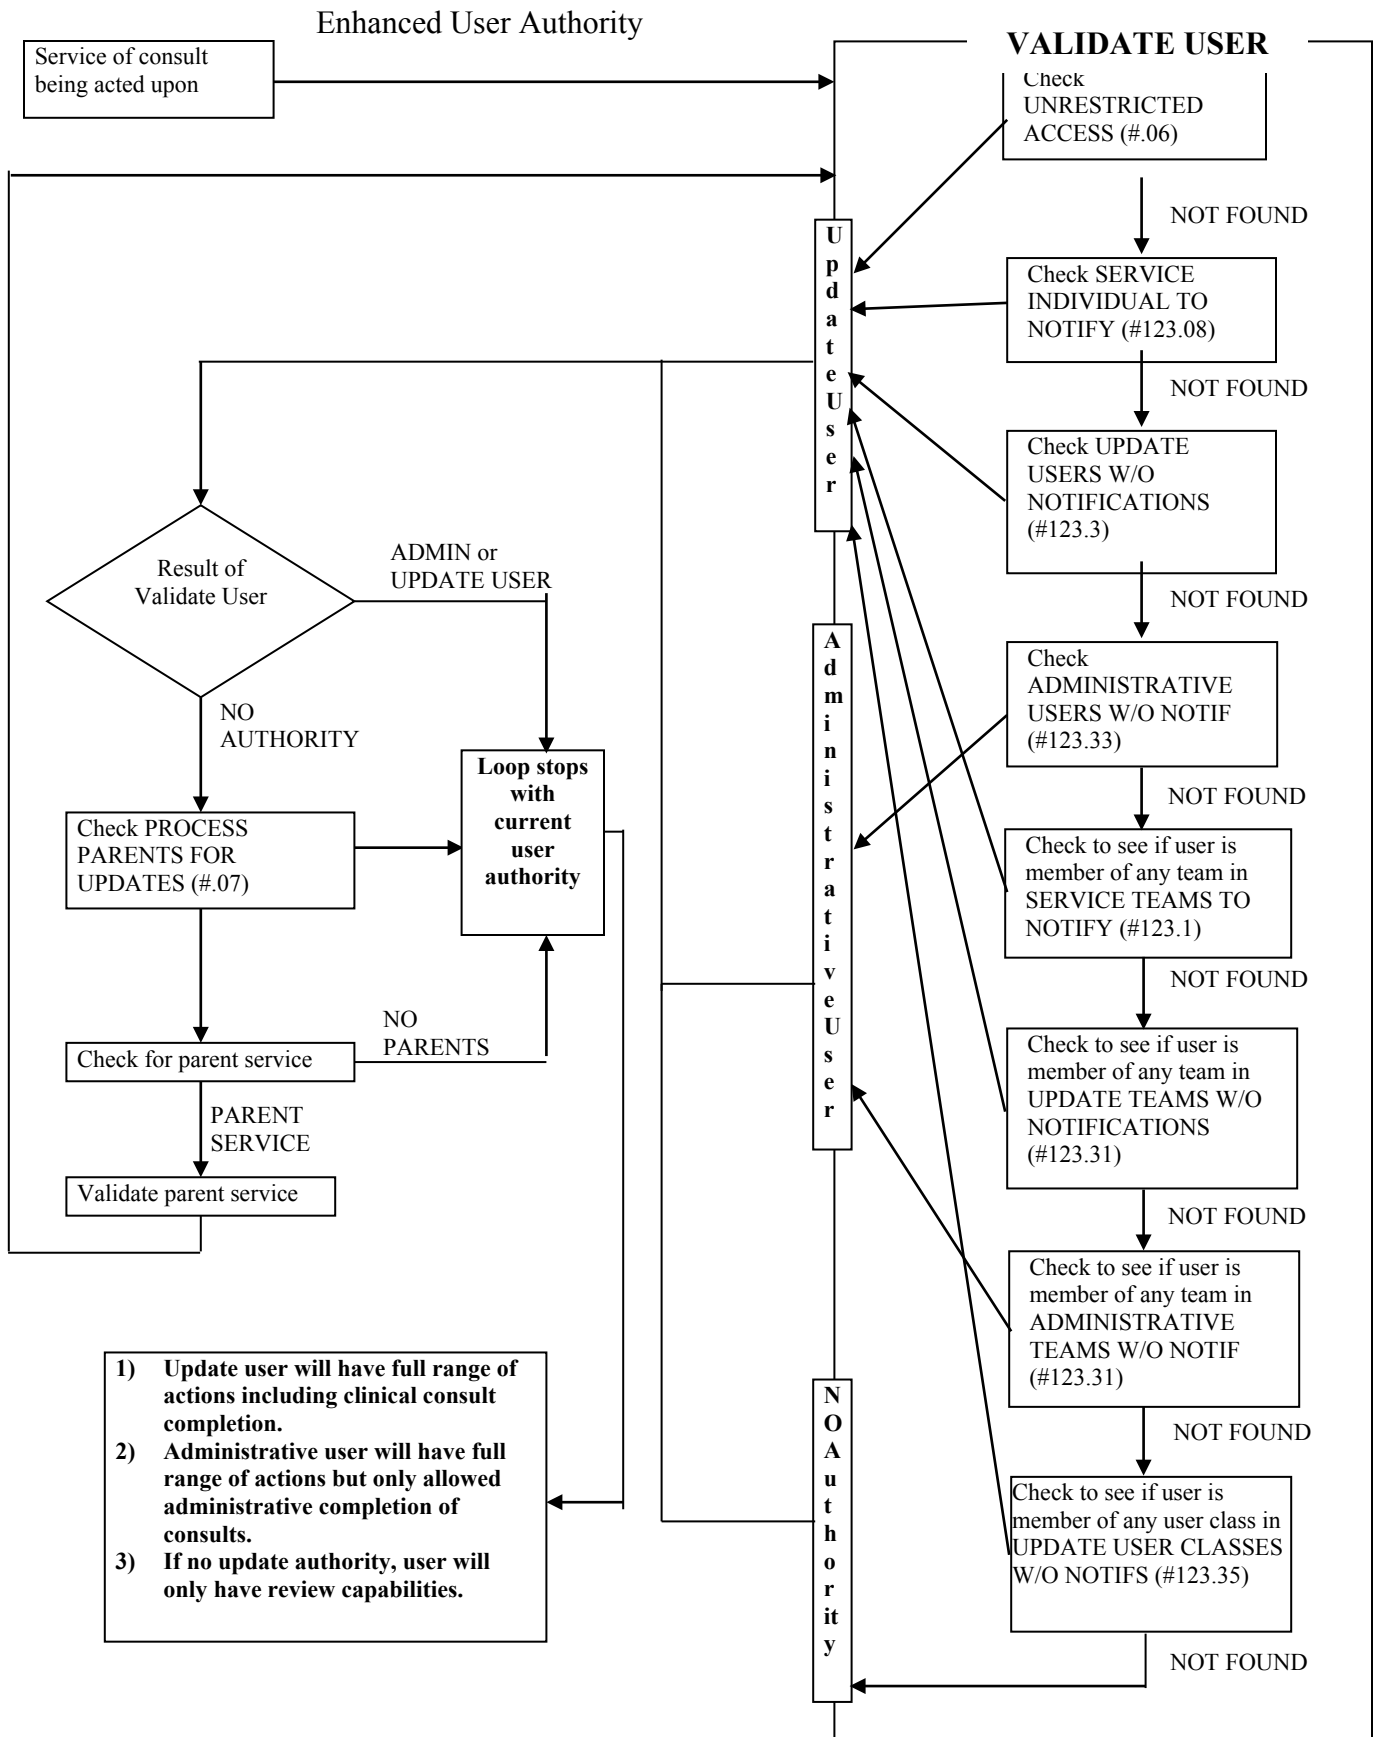 Enhanced User Authority
Service of consult
being acted upon
VALIDATE USER
Check
UNRESTRICTED
ACCESS (#.06)
NOT FOUND
Check SERVICE
INDIVIDUAL TO
NOTIFY (#123.08)
NOT FOUND
Check UPDATE
USERS W/O
NOTIFICATIONS
(#123.3)
NOT FOUND
Check
ADMINISTRATIVE
USERS W/O NOTIF
(#123.33)
NOT FOUND
Check to see if user is
member of any team in
SERVICE TEAMS TO
NOTIFY (#123.1)
NOT FOUND
Check to see if user is
member of any team in
UPDATE TEAMS W/O
NOTIFICATIONS
(#123.31)
NOT FOUND
Check to see if user is
member of any team in
ADMINISTRATIVE
TEAMS W/O NOTIF
(#123.31)
NOT FOUND
Check to see if user is
member of any user class in
UPDATE USER CLASSES
W/O NOTIFS (#123.35)
NOT FOUND
Update User
Administrative User
NO Authority
Result of
Validate User
ADMIN or
UPDATE USER
NO
AUTHORITY
Loop stops
with
current
user
authority
Check PROCESS
PARENTS FOR
UPDATES (#.07)
NO
PARENTS
Check for parent service
PARENT
SERVICE
Validate parent service
1) Update user will have full range of
actions including clinical consult
completion.
2) Administrative user will have full
range of actions but only allowed
administrative completion of
consults.
3) If no update authority, user will
only have review capabilities.